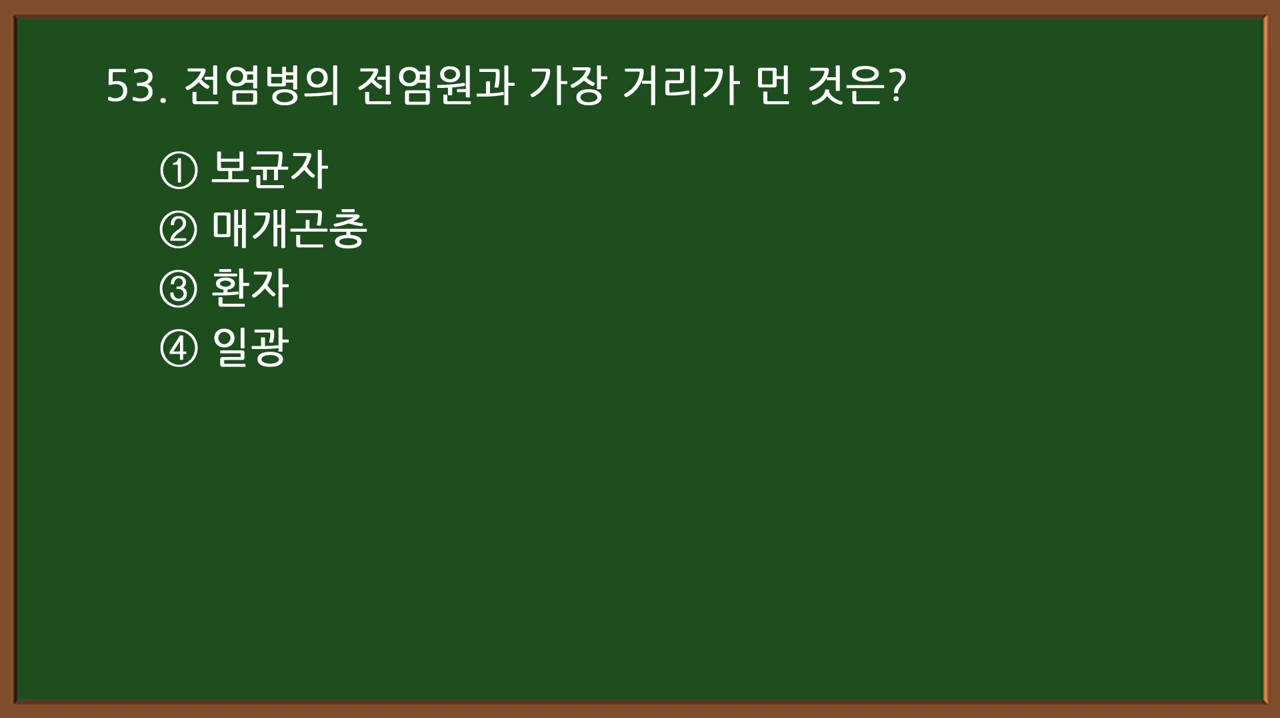 53. 전염병의 전염원과 가장 거리가 먼 것은?
① 보균자
② 매개곤충
③ 환자
④ 일광